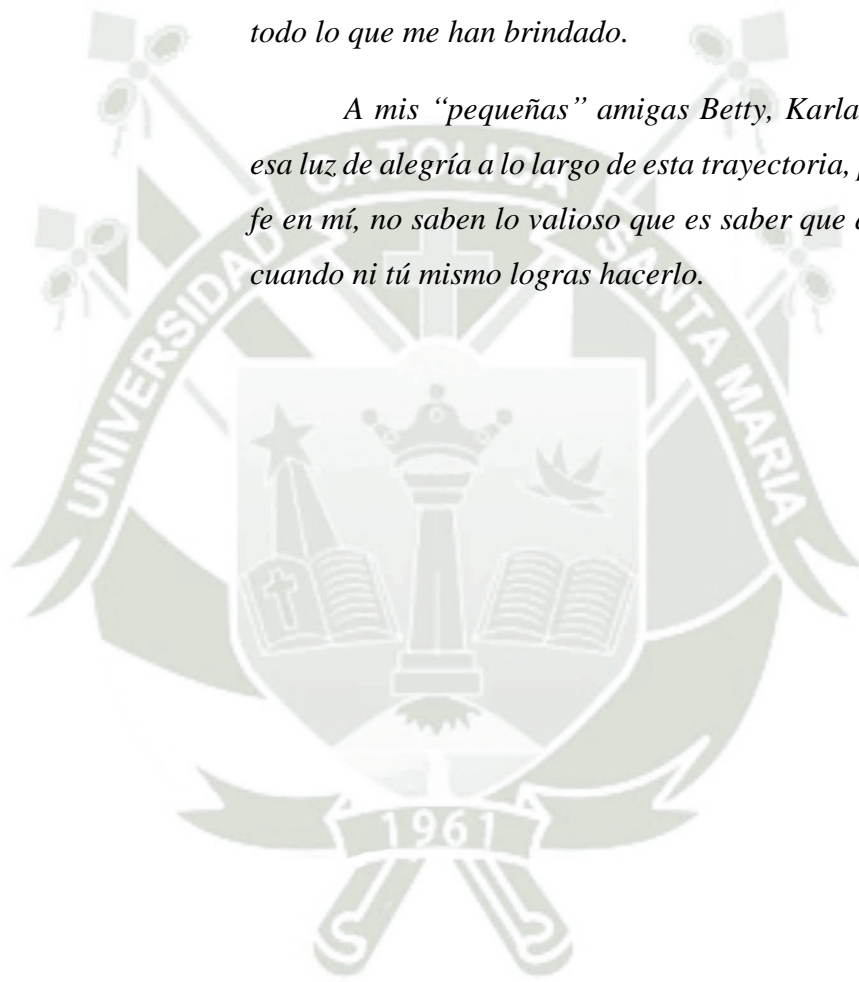 todo lo que me han brindado.
A mis “pequeñas” amigas Betty, Karla
esa luz de alegría a lo largo de esta trayectoria,
fe en mí, no saben lo valioso que es saber que
cuando ni tú mismo logras hacerlo.
UNIVERSIDAD CATOLICA SANTA MARIA
1961